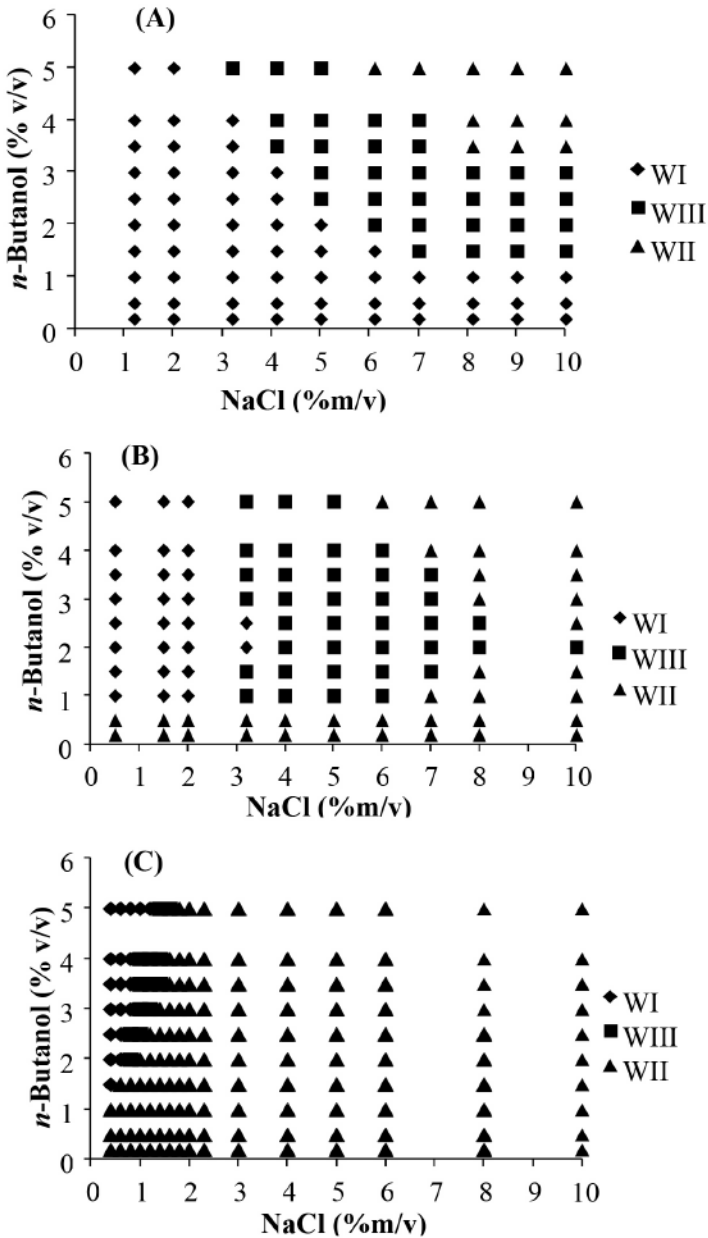 (A)
6
5
4
3
2
1
0
n-Butanol (% v/v)
0 1 2 3 4 5 6 7 8 9 10
NaCl (%m/v)
WI
WIII
WII
(B)
6
5
4
3
2
1
0
n-Butanol (% v/v)
0 1 2 3 4 5 6 7 8 10
NaCl (%m/v)
WI
WIII
WII
(C)
6
5
4
3
2
1
0
n-Butanol (% v/v)
0 1 2 3 4 5 6 7 8 10
NaCl (%m/v)
WI
WIII
WII